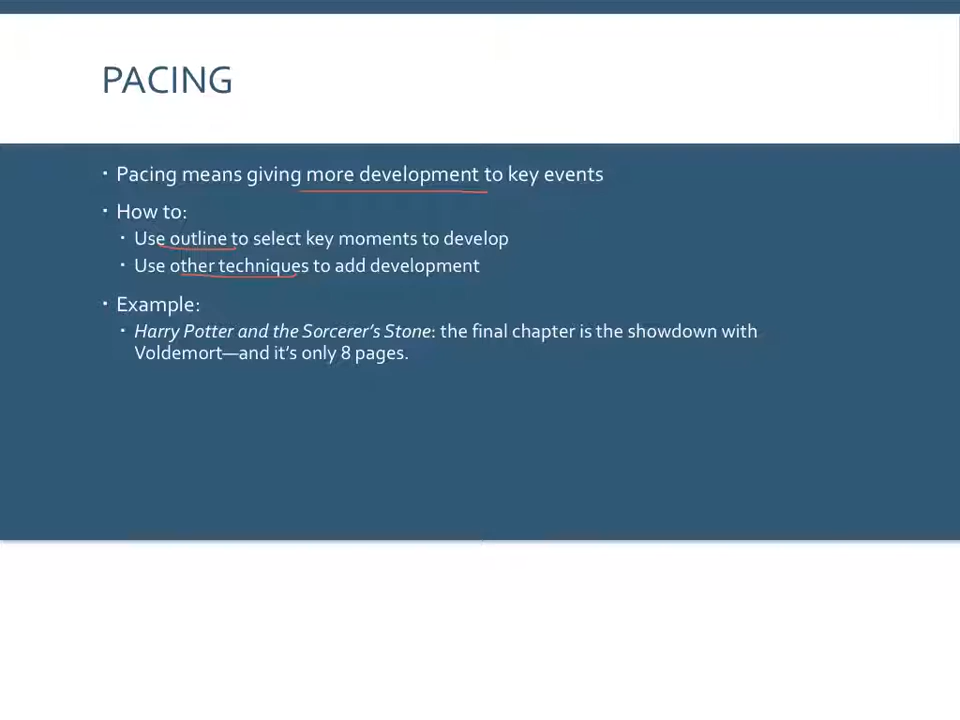 PACING
· Pacing means giving more development to key events
· How to:
· Use outline to select key moments to develop
· Use other techniques to add development
· Example:
· Harry Potter and the Sorcerer's Stone: the final chapter is the showdown with
Voldemort—and it's only 8 pages.